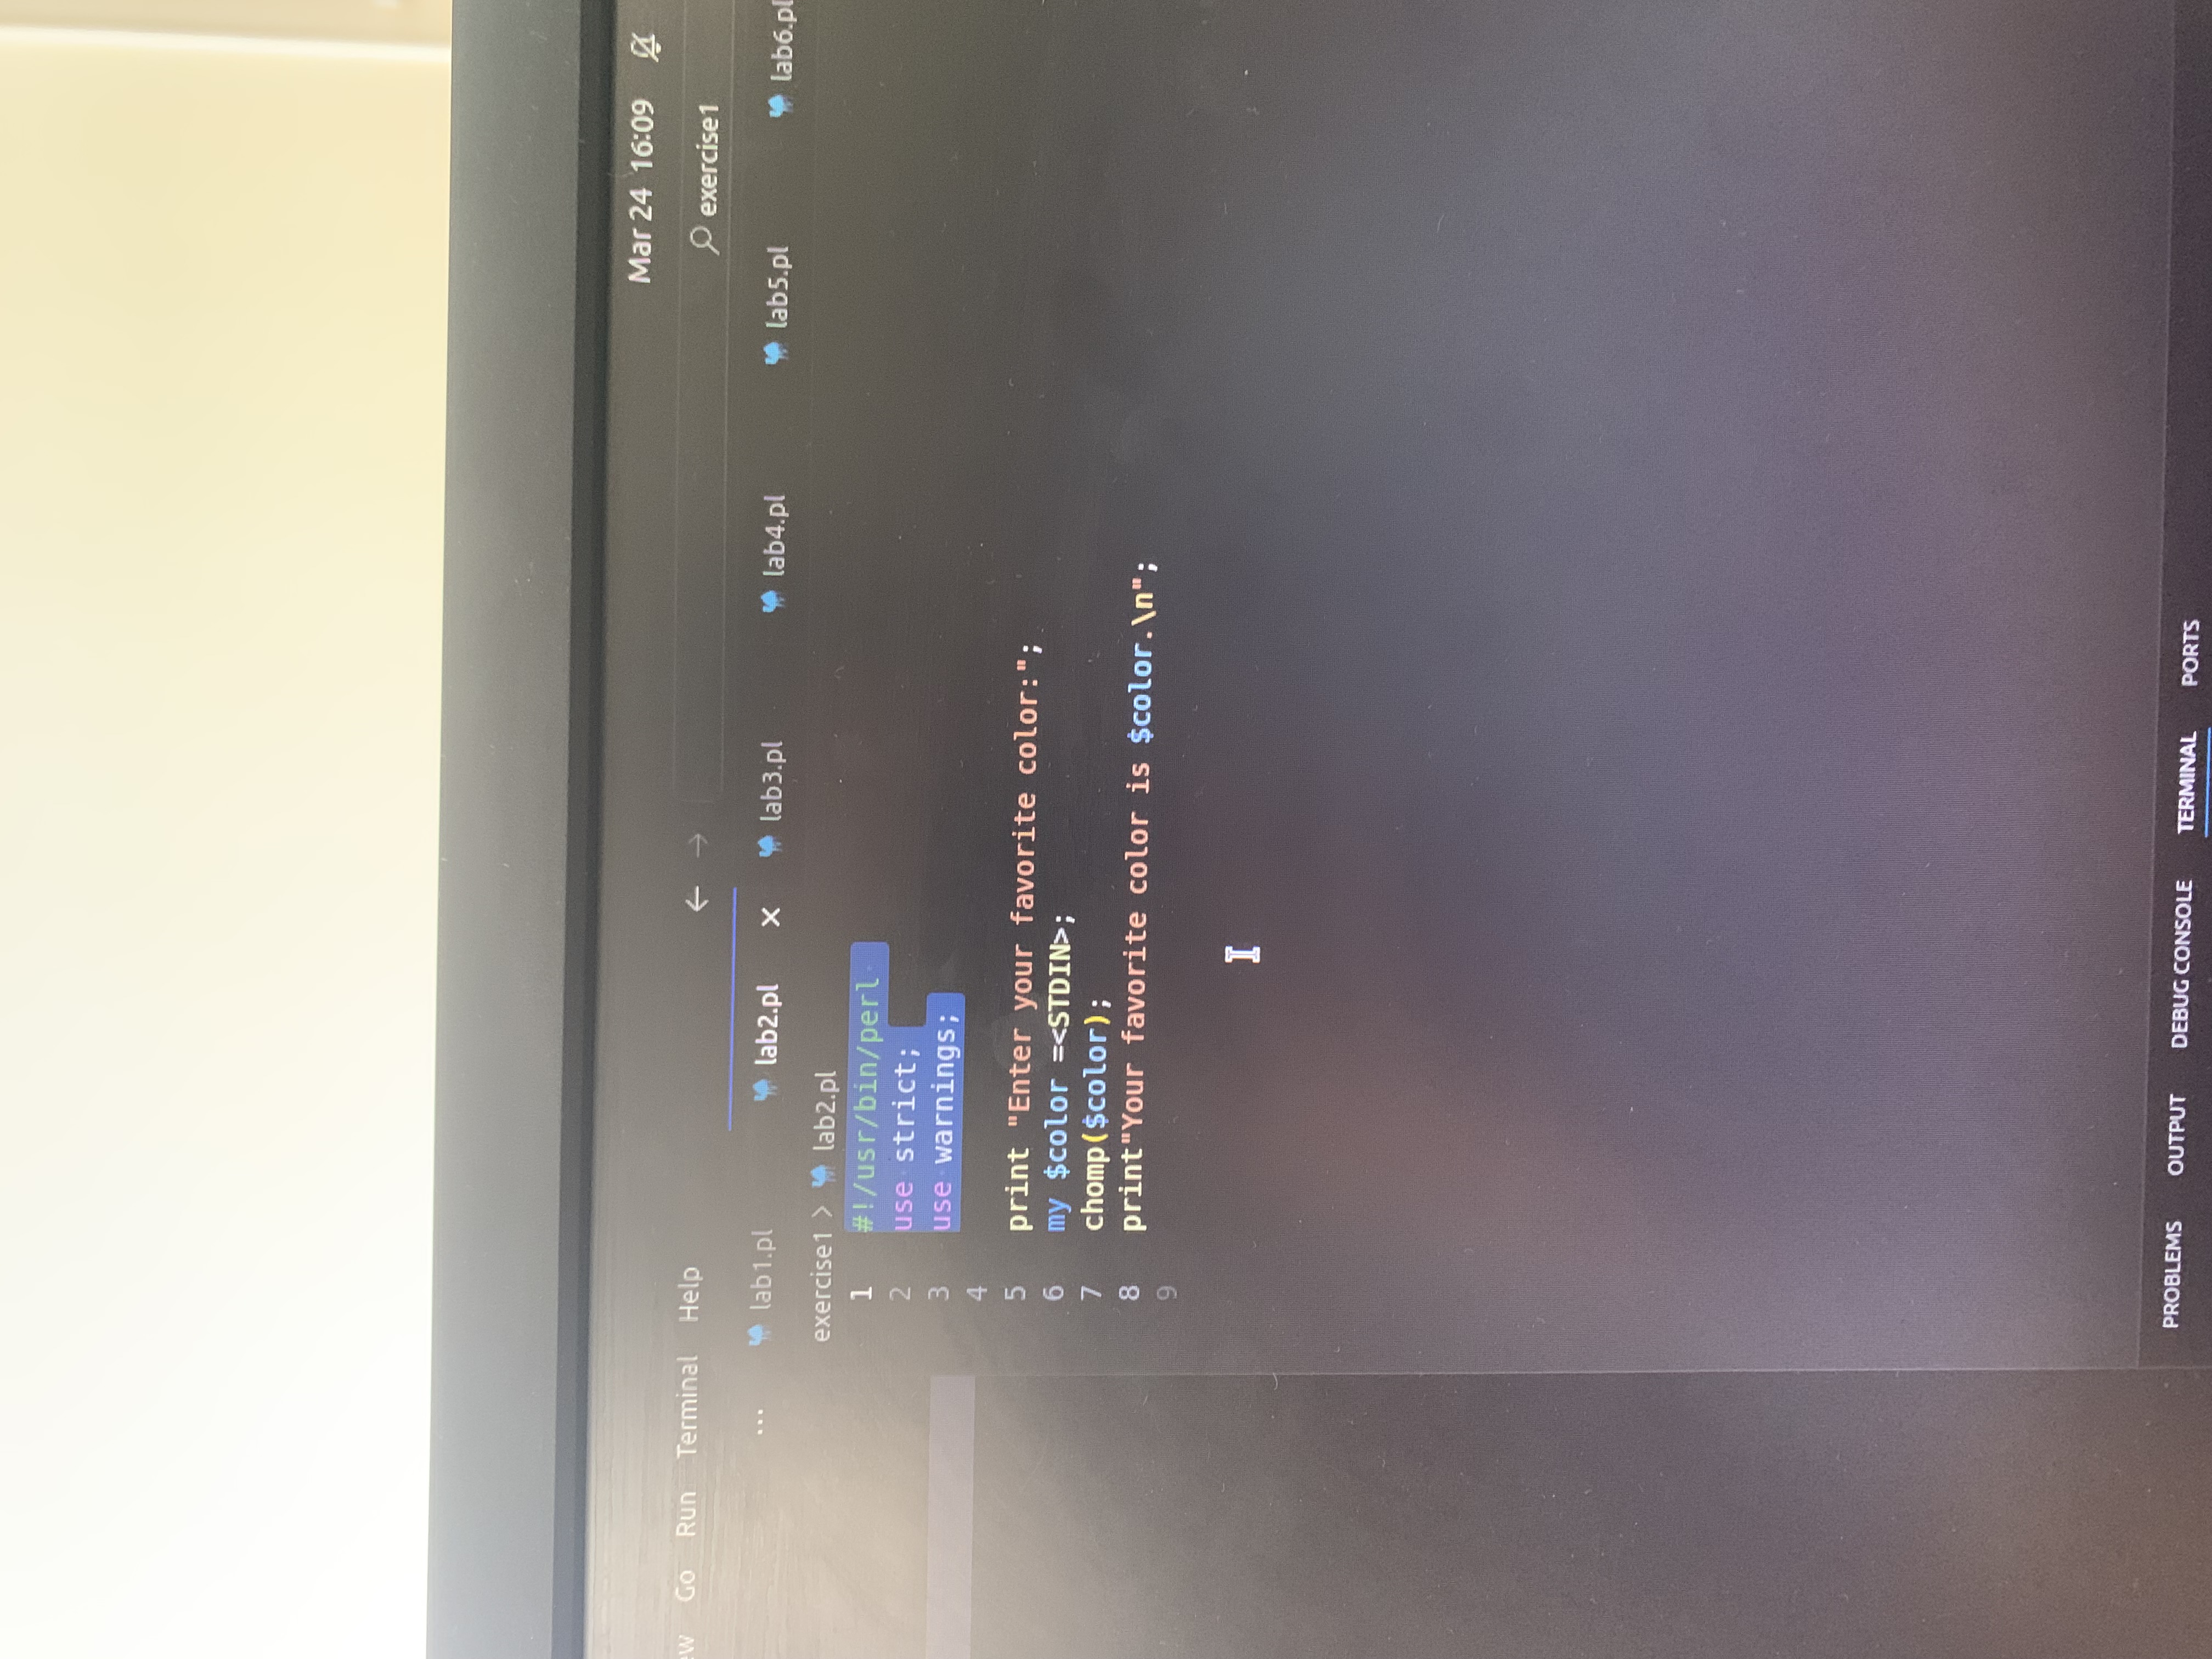 Mar 24 16:09
Go Run Terminal Help
exercise1
... lab1.pl lab2.pl lab3.pl lab4.pl lab5.pl lab6.pl
exercise1 > lab2.pl
1 #!/usr/bin/perl
2 use strict;
3 use warnings;
4
5 print "Enter your favorite color:";
6 my $color =<STDIN>;
7 chomp($color);
8 print"Your favorite color is $color.\n";
9
PROBLEMS OUTPUT DEBUG CONSOLE TERMINAL PORTS